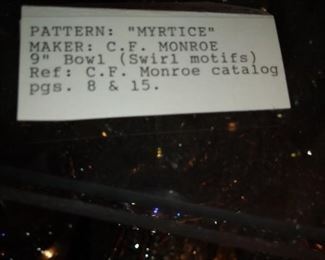 PATTERN: "MYRTICE"
MAKER: C.F. MONROE
9" Bowl (Swirl motifs)
Ref: C.F. Monroe catalog
pgs. 8 & 15.